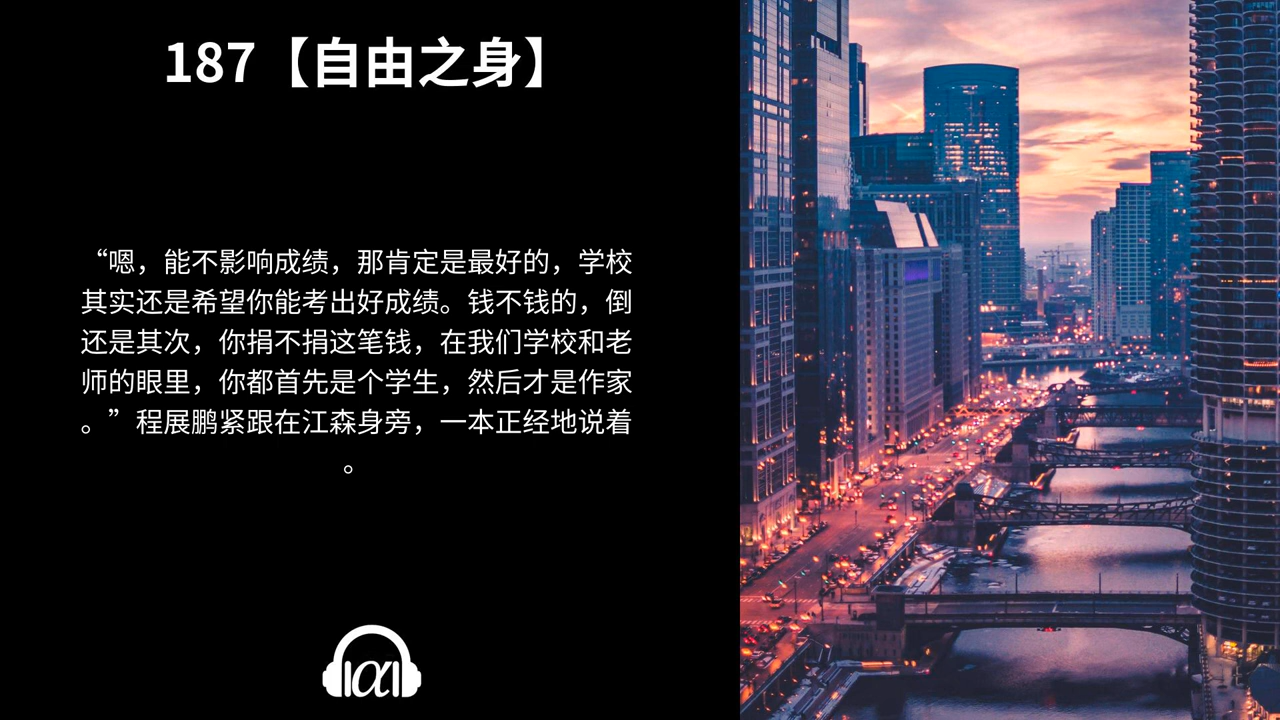 187【自由之身】
“嗯，能不影响成绩，那肯定是最好的，学校
其实还是希望你能考出好成绩。钱不钱的，倒
还是其次，你捐不捐这笔钱，在我们学校和老
师的眼里，你都首先是个学生，然后才是作家
。”程展鹏紧跟在江森身旁，一本正经地说着
。